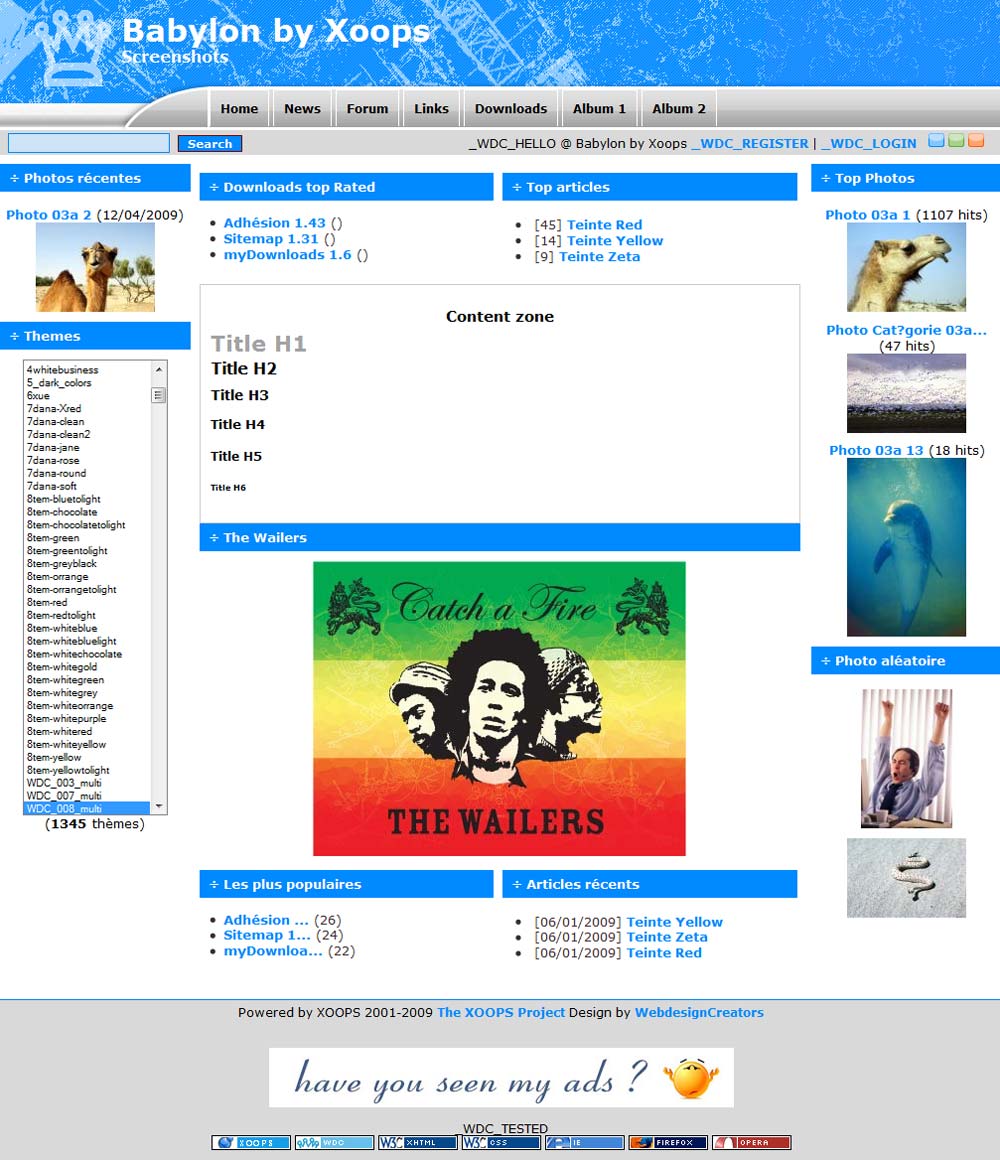 Babylon by Xoops
Screenshots
Home
News
Forum
Links
Downloads
Album 1
Album 2
Search
_WDC_HELLO @ Babylon by Xoops _WDC_REGISTER | _WDC_LOGIN
÷ Photos récentes
Photo 03a 2 (12/04/2009)
÷ Themes
4whitebusiness
5_dark_colors
6xue
7dana-Xred
7dana-clean
7dana-clean2
7dana-jane
7dana-rose
7dana-round
7dana-soft
8tem-bluetolight
8tem-chocolate
8tem-chocolatetolight
8tem-green
8tem-greentolight
8tem-greyblack
8tem-orrange
8tem-orrangetolight
8tem-red
8tem-redtolight
8tem-whiteblue
8tem-whitebluelight
8tem-whitechocolate
8tem-whitegold
8tem-whitegreen
8tem-whitegrey
8tem-whiteorrange
8tem-whitepurple
8tem-whitered
8tem-whiteyellow
8tem-yellow
8tem-yellowtolight
WDC_003_multi
WDC_007_multi
WDC_008_multi
(1345 thèmes)
÷ Downloads top Rated
Adhésion 1.43 ()
Sitemap 1.31 ()
myDownloads 1.6 ()
÷ Top articles
[45] Teinte Red
[14] Teinte Yellow
[9] Teinte Zeta
Content zone
Title H1
Title H2
Title H3
Title H4
Title H5
Title H6
÷ The Wailers
Catch a Fire
THE WAILERS
÷ Les plus populaires
Adhésion ... (26)
Sitemap 1... (24)
myDownloa... (22)
÷ Articles récents
[06/01/2009] Teinte Yellow
[06/01/2009] Teinte Zeta
[06/01/2009] Teinte Red
÷ Top Photos
Photo 03a 1 (1107 hits)
Photo Cat?gorie 03a...
(47 hits)
Photo 03a 13 (18 hits)
÷ Photo aléatoire
Powered by XOOPS 2001-2009 The XOOPS Project Design by WebdesignCreators
have you seen my ads ?
_WDC_TESTED
XOOPS
WDC
W3C XHTML
W3C CSS
IE
FIREFOX
OPERA